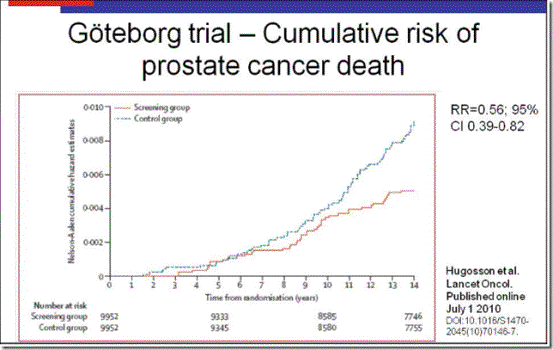 Göteborg trial – Cumulative risk of
prostate cancer death
0·010
0·008
0·006
0·004
0·002
0
Nelson-Aalen cumulative hazard estimates
Screening group
Control group
0 1 2 3 4 5 6 7 8 9 10 11 12 13 14
Time from randomisation (years)
Number at risk
Screening group 9952 9333 8585 7746
Control group 9952 9345 8580 7755
RR=0.56; 95%
CI 0.39-0.82
Hugosson et al.
Lancet Oncol.
Published online
July 1 2010
DOI:10.1016/S1470-
2045(10)70146-7.